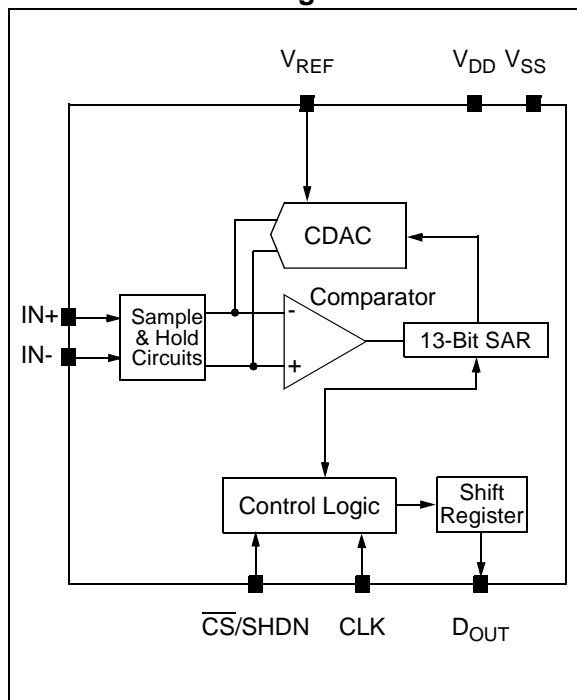 V_REF
V_DD
V_SS
CDAC
Comparator
IN+
IN-
Sample
& Hold
Circuits
-
+
13-Bit SAR
Control Logic
Shift
Register
C̅S̅/SHDN
CLK
D_OUT